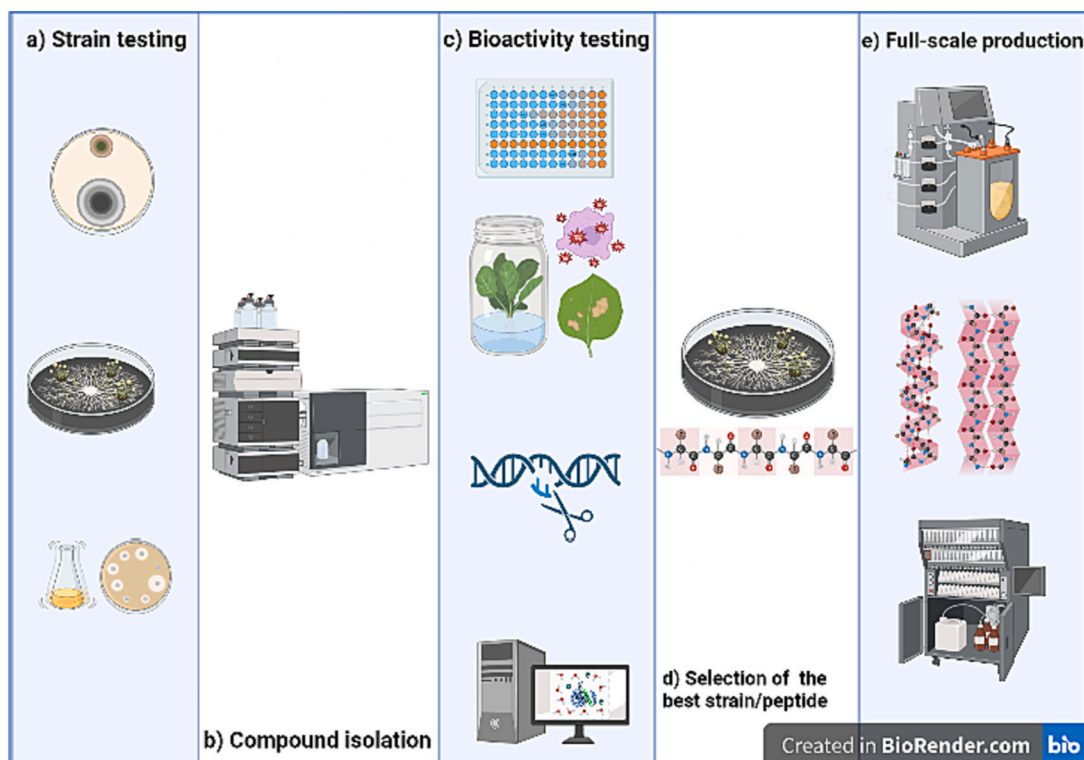 a) Strain testing
b) Compound isolation
c) Bioactivity testing
d) Selection of the
best strain/peptide
e) Full-scale production
Created in BioRender.com bio